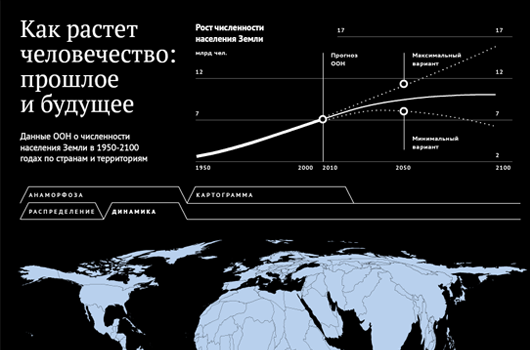 Как растет
человечество:
прошлое
и будущее
Данные ООН о численности
населения Земли в 1950-2100
годах по странам и территориям
Рост численности
населения Земли
млрд чел.
17
17
Прогноз
ООН
Максимальный
вариант
12
12
7
7
Минимальный
вариант
2
1950
2000
2010
2050
2100
АНАМОРФОЗА
КАРТОГРАММА
РАСПРЕДЕЛЕНИЕ
ДИНАМИКА